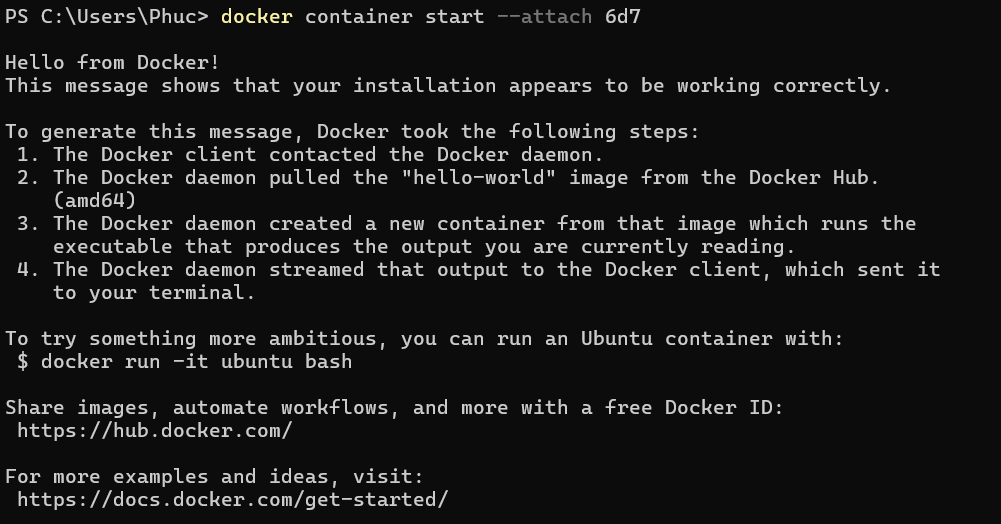 PS C:\Users\Phuc> docker container start --attach 6d7
Hello from Docker!
This message shows that your installation appears to be working correctly.
To generate this message, Docker took the following steps:
1. The Docker client contacted the Docker daemon.
2. The Docker daemon pulled the "hello-world" image from the Docker Hub.
(amd64)
3. The Docker daemon created a new container from that image which runs the
executable that produces the output you are currently reading.
4. The Docker daemon streamed that output to the Docker client, which sent it
to your terminal.
To try something more ambitious, you can run an Ubuntu container with:
$ docker run -it ubuntu bash
Share images, automate workflows, and more with a free Docker ID:
https://hub.docker.com/
For more examples and ideas, visit:
https://docs.docker.com/get-started/